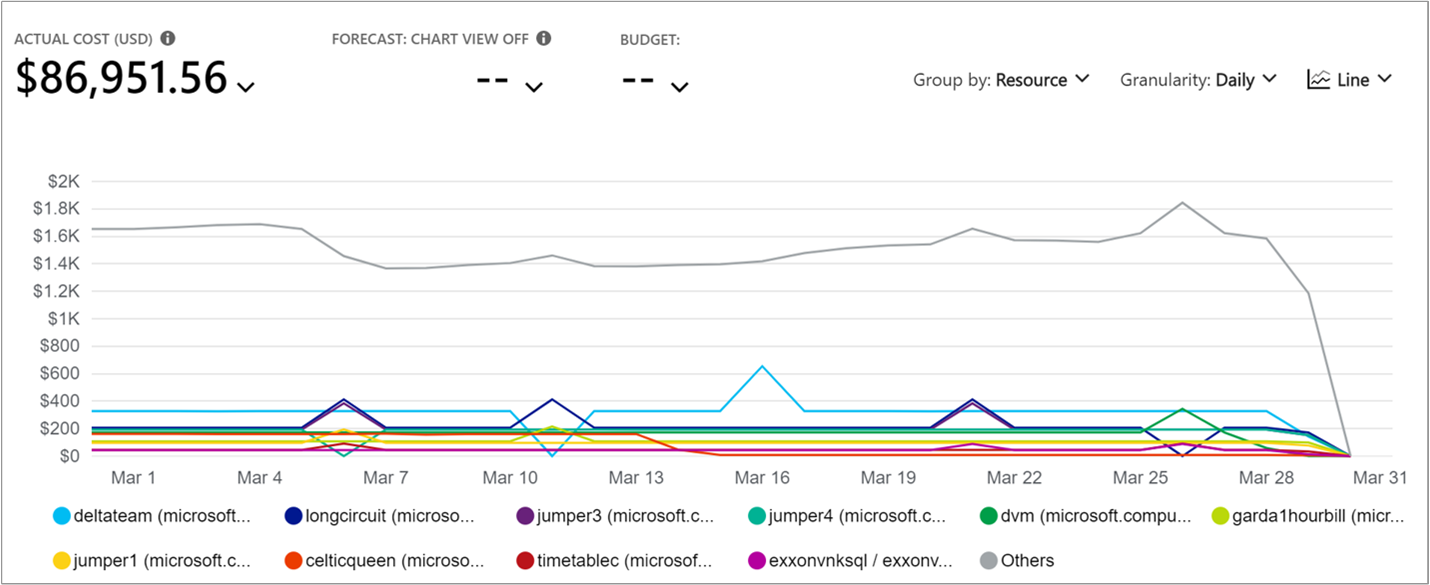 ACTUAL COST (USD) FORECAST: CHART VIEW OFF BUDGET:
$86,951.56 -- --
Group by: Resource Granularity: Daily Line
$2K
$1.8K
$1.6K
$1.4K
$1.2K
$1K
$800
$600
$400
$200
$0
Mar 1 Mar 4 Mar 7 Mar 10 Mar 13 Mar 16 Mar 19 Mar 22 Mar 25 Mar 28 Mar 31
deltateam (microsoft... longcircuit (microso... jumper3 (microsoft.c... jumper4 (microsoft.c... dvm (microsoft.compu... garda1hourbill (micr...
jumper1 (microsoft.c... celticqueen (microso... timetablec (microsof... exxonvnksql / exxonv... Others